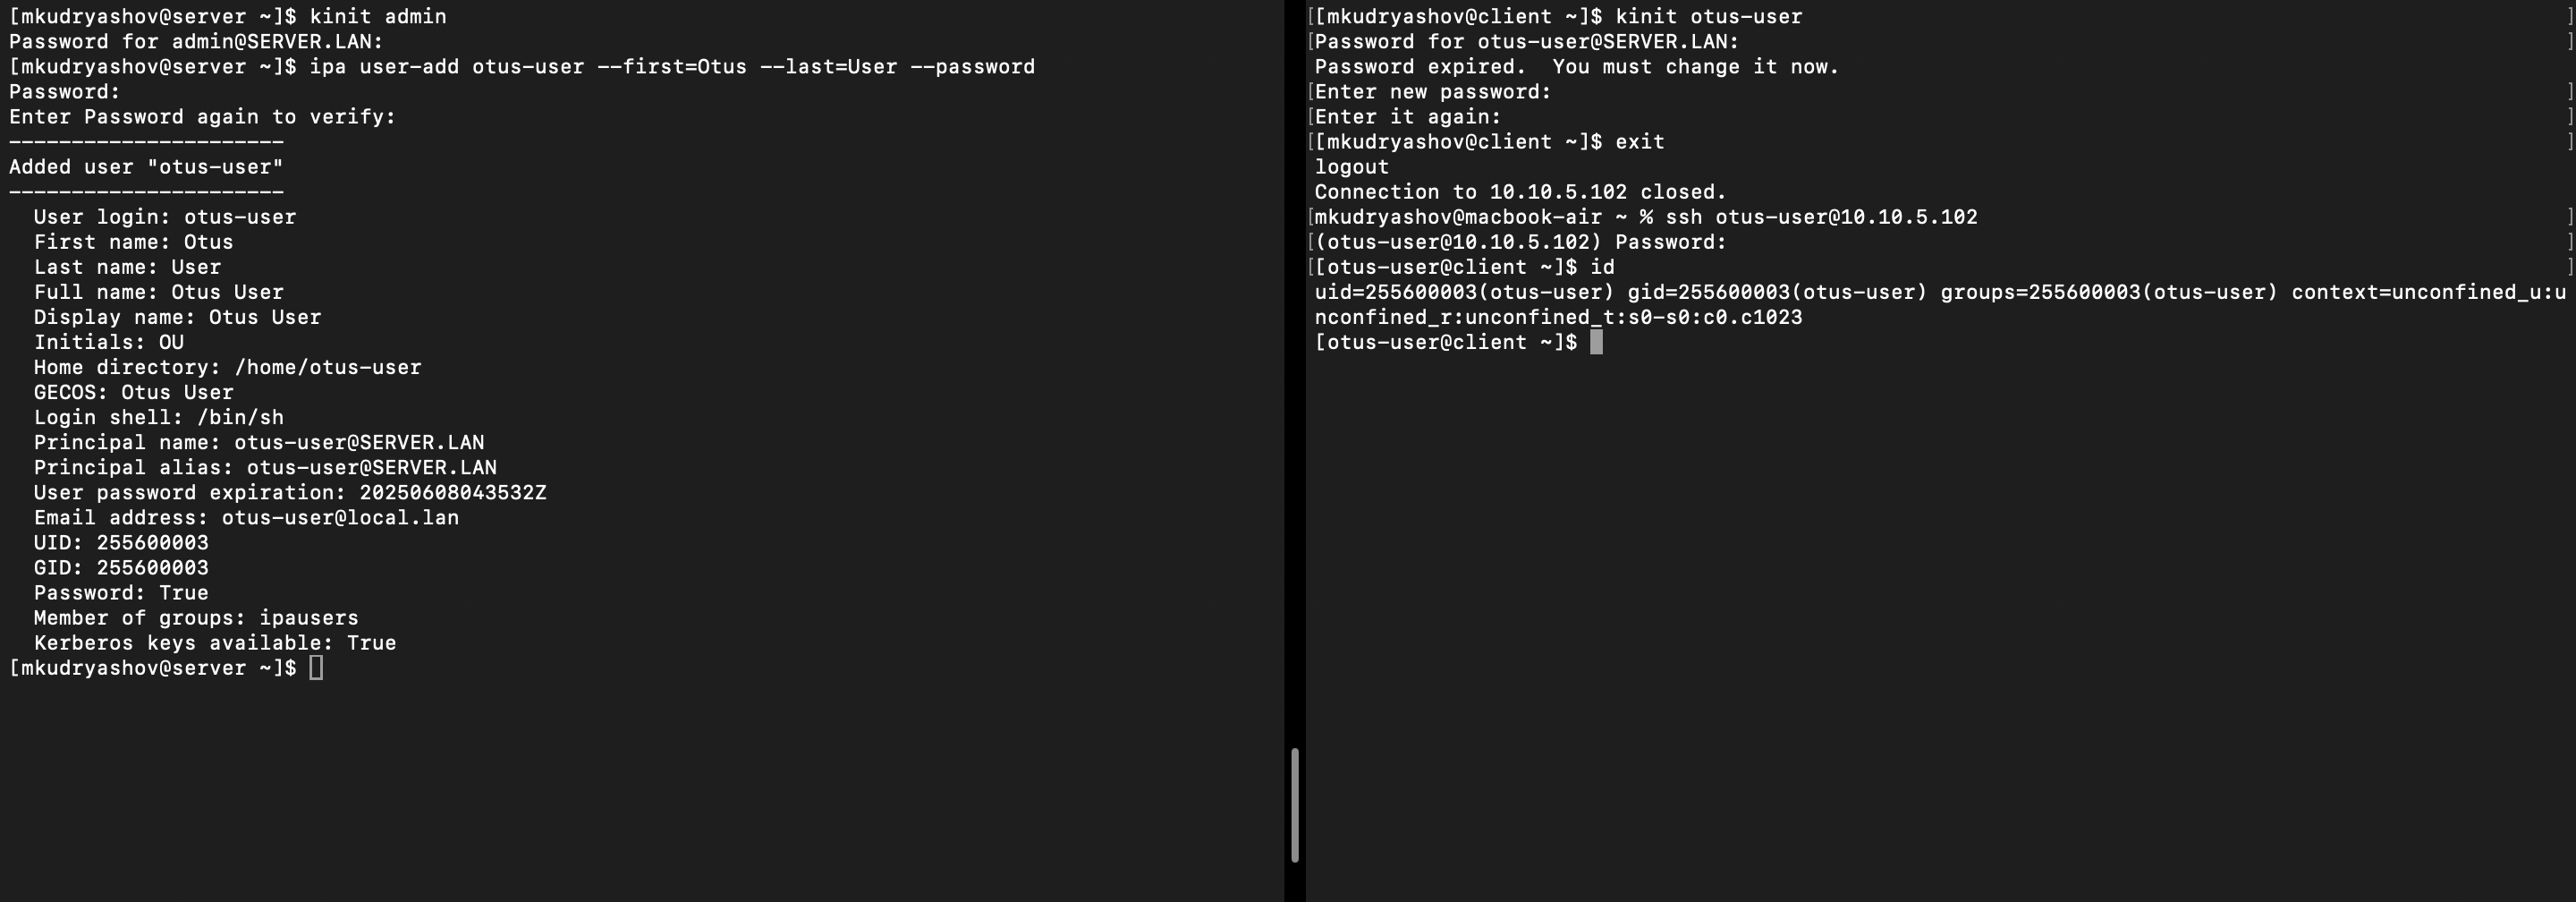 [mkudryashov@server ~]$ kinit admin
Password for admin@SERVER.LAN:
[mkudryashov@server ~]$ ipa user-add otus-user --first=Otus --last=User --password
Password:
Enter Password again to verify:
----------------------
Added user "otus-user"
----------------------
  User login: otus-user
  First name: Otus
  Last name: User
  Full name: Otus User
  Display name: Otus User
  Initials: OU
  Home directory: /home/otus-user
  GECOS: Otus User
  Login shell: /bin/sh
  Principal name: otus-user@SERVER.LAN
  Principal alias: otus-user@SERVER.LAN
  User password expiration: 20250608043532Z
  Email address: otus-user@local.lan
  UID: 255600003
  GID: 255600003
  Password: True
  Member of groups: ipausers
  Kerberos keys available: True
[mkudryashov@server ~]$
[[mkudryashov@client ~]$ kinit otus-user ]
[Password for otus-user@SERVER.LAN: ]
Password expired.  You must change it now.
[Enter new password: ]
[Enter it again: ]
[[mkudryashov@client ~]$ exit ]
logout
Connection to 10.10.5.102 closed.
[mkudryashov@macbook-air ~ % ssh otus-user@10.10.5.102 ]
[(otus-user@10.10.5.102) Password: ]
[[otus-user@client ~]$ id ]
uid=255600003(otus-user) gid=255600003(otus-user) groups=255600003(otus-user) context=unconfined_u:u
nconfined_r:unconfined_t:s0-s0:c0.c1023
[otus-user@client ~]$